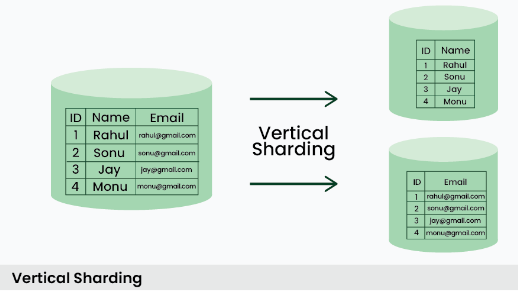 ID Name Email
1 Rahul rahul@gmail.com
2 Sonu sonu@gmail.com
3 Jay jay@gmail.com
4 Monu monu@gmail.com
Vertical
Sharding
ID Name
1 Rahul
2 Sonu
3 Jay
4 Monu
ID Email
1 rahul@gmail.com
2 sonu@gmail.com
3 jay@gmail.com
4 monu@gmail.com
Vertical Sharding